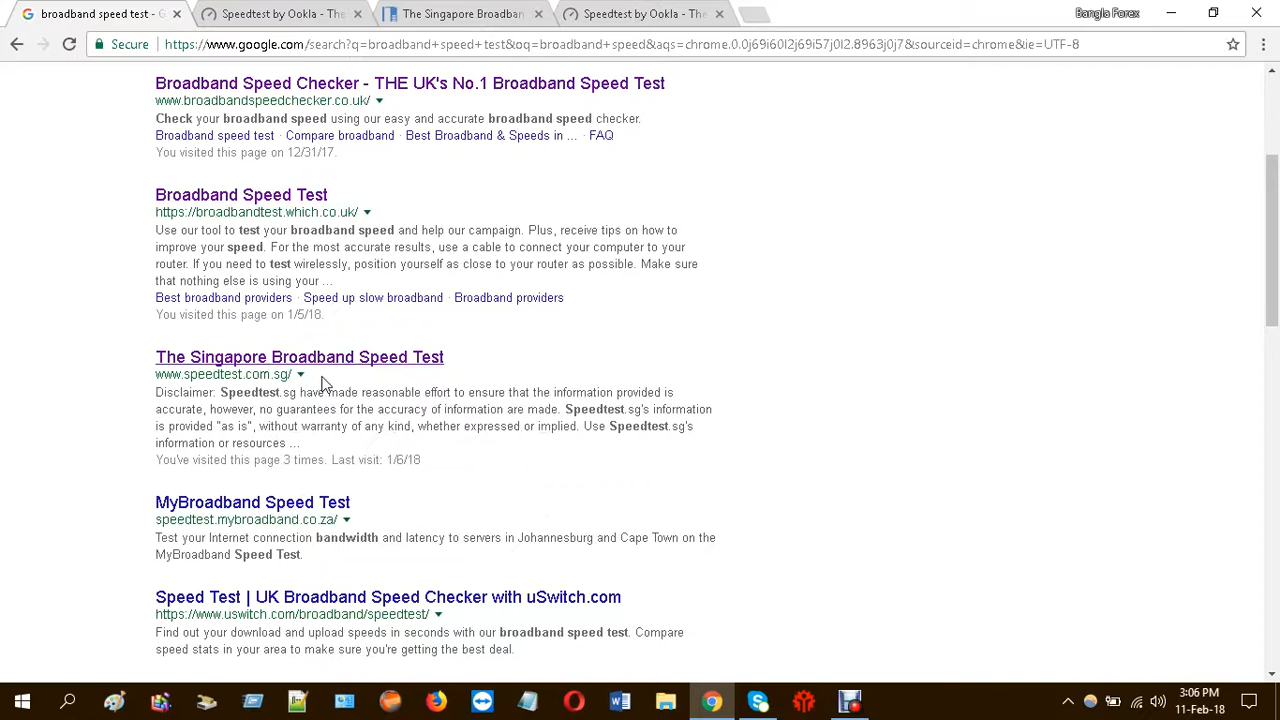 broadband speed test - G
Speedtest by Ookla - The
The Singapore Broadban
Speedtest by Ookla - The
Bangla Forex
Secure
https://www.google.com/search?q=broadband+speed+test&oq=broadband+speed&aqs=chrome.0.0j69i60l2j69i57j0l2.8963j0j7&sourceid=chrome&ie=UTF-8
Broadband Speed Checker - THE UK's No.1 Broadband Speed Test
www.broadbandspeedchecker.co.uk/
Check your broadband speed using our easy and accurate broadband speed checker.
Broadband speed test · Compare broadband · Best Broadband & Speeds in ... · FAQ
You visited this page on 12/31/17.
Broadband Speed Test
https://broadbandtest.which.co.uk/
Use our tool to test your broadband speed and help our campaign. Plus, receive tips on how to
improve your speed. For the most accurate results, use a cable to connect your computer to your
router. If you need to test wirelessly, position yourself as close to your router as possible. Make sure
that nothing else is using your ...
Best broadband providers · Speed up slow broadband · Broadband providers
You visited this page on 1/5/18.
The Singapore Broadband Speed Test
www.speedtest.com.sg/
Disclaimer: Speedtest.sg have made reasonable effort to ensure that the information provided is
accurate, however, no guarantees for the accuracy of information are made. Speedtest.sg's information
is provided "as is", without warranty of any kind, whether expressed or implied. Use Speedtest.sg's
information or resources ...
You've visited this page 3 times. Last visit: 1/6/18
MyBroadband Speed Test
speedtest.mybroadband.co.za/
Test your Internet connection bandwidth and latency to servers in Johannesburg and Cape Town on the
MyBroadband Speed Test.
Speed Test | UK Broadband Speed Checker with uSwitch.com
https://www.uswitch.com/broadband/speedtest/
Find out your download and upload speeds in seconds with our broadband speed test. Compare
speed stats in your area to make sure you're getting the best deal.
3:06 PM
11-Feb-18